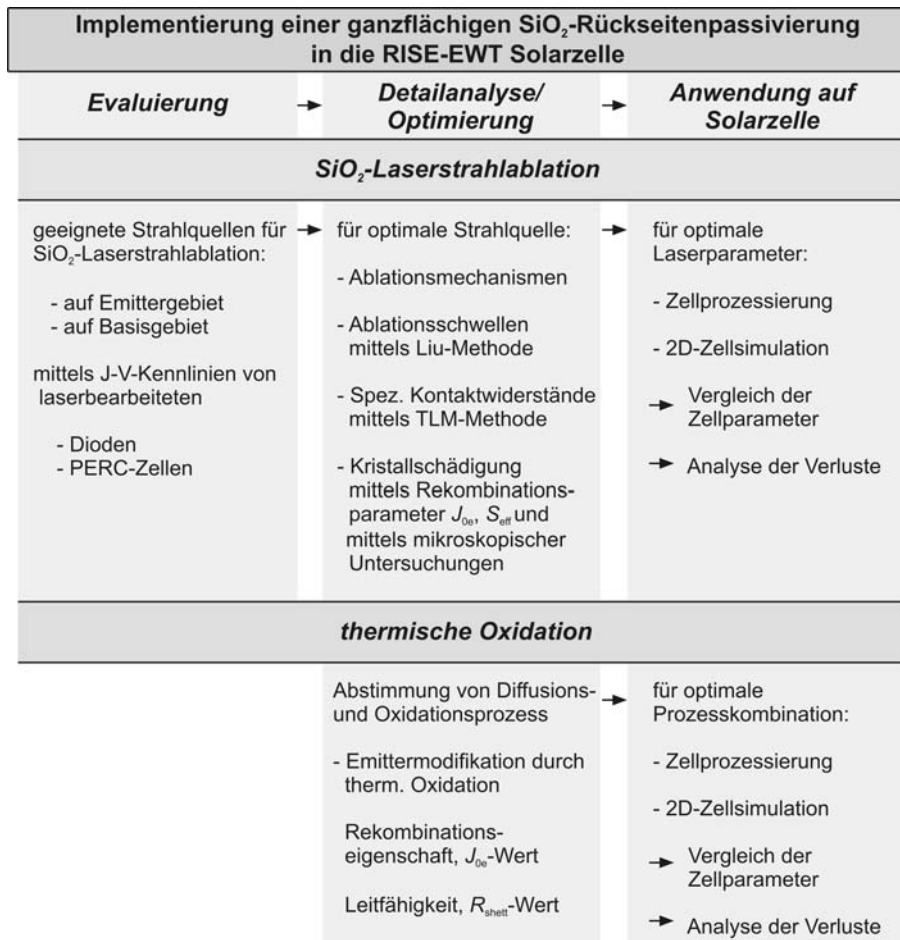 Implementierung einer ganzflächigen SiO₂-Rückseitenpassivierung
in die RISE-EWT Solarzelle
Evaluierung → Detailanalyse/
Optimierung → Anwendung auf
Solarzelle
SiO₂-Laserstrahlablation
geeignete Strahlquellen für
SiO₂-Laserstrahlablation:
- auf Emittergebiet
- auf Basisgebiet
mittels J-V-Kennlinien von
laserbearbeiteten
- Dioden
- PERC-Zellen
→ für optimale Strahlquelle:
- Ablationsmechanismen
- Ablationsschwellen
mittels Liu-Methode
- Spez. Kontaktwiderstände
mittels TLM-Methode
- Kristallschädigung
mittels Rekombinations-
parameter J₀ₑ, S_eff und
mittels mikroskopischer
Untersuchungen
→ für optimale
Laserparameter:
- Zellprozessierung
- 2D-Zellsimulation
→ Vergleich der
Zellparameter
→ Analyse der Verluste
thermische Oxidation
Abstimmung von Diffusions-
und Oxidationsprozess
- Emittermodifikation durch
therm. Oxidation
Rekombinations-
eigenschaft, J₀ₑ-Wert
Leitfähigkeit, R_shett-Wert
→ für optimale
Prozesskombination:
- Zellprozessierung
- 2D-Zellsimulation
→ Vergleich der
Zellparameter
→ Analyse der Verluste